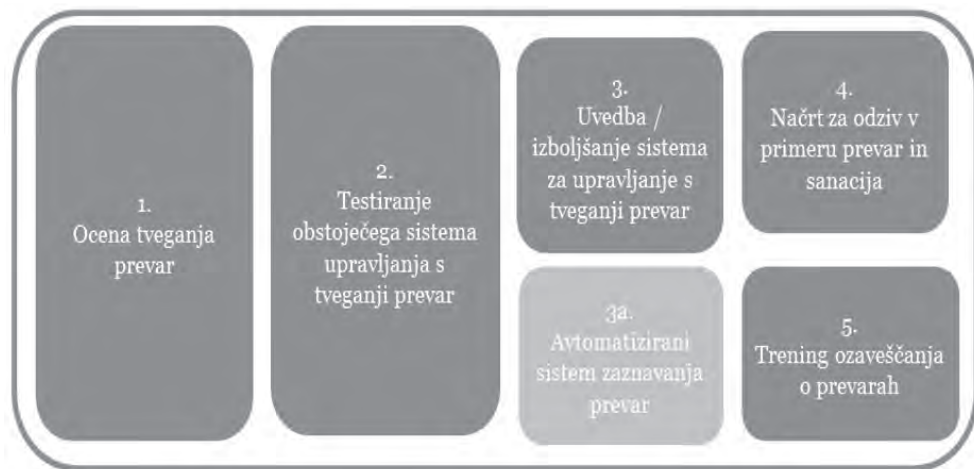 1.
Ocena tveganja
prevar
2.
Testiranje
obstoječega sistema
upravljanja s
tveganji prevar
3.
Uvedba /
izboljšanje sistema
za upravljanje s
tveganji prevar
3a.
Avtomatizirani
sistem zaznavanja
prevar
4.
Načrt za odziv v
primeru prevar in
sanacija
5.
Trening ozaveščanja
o prevarah